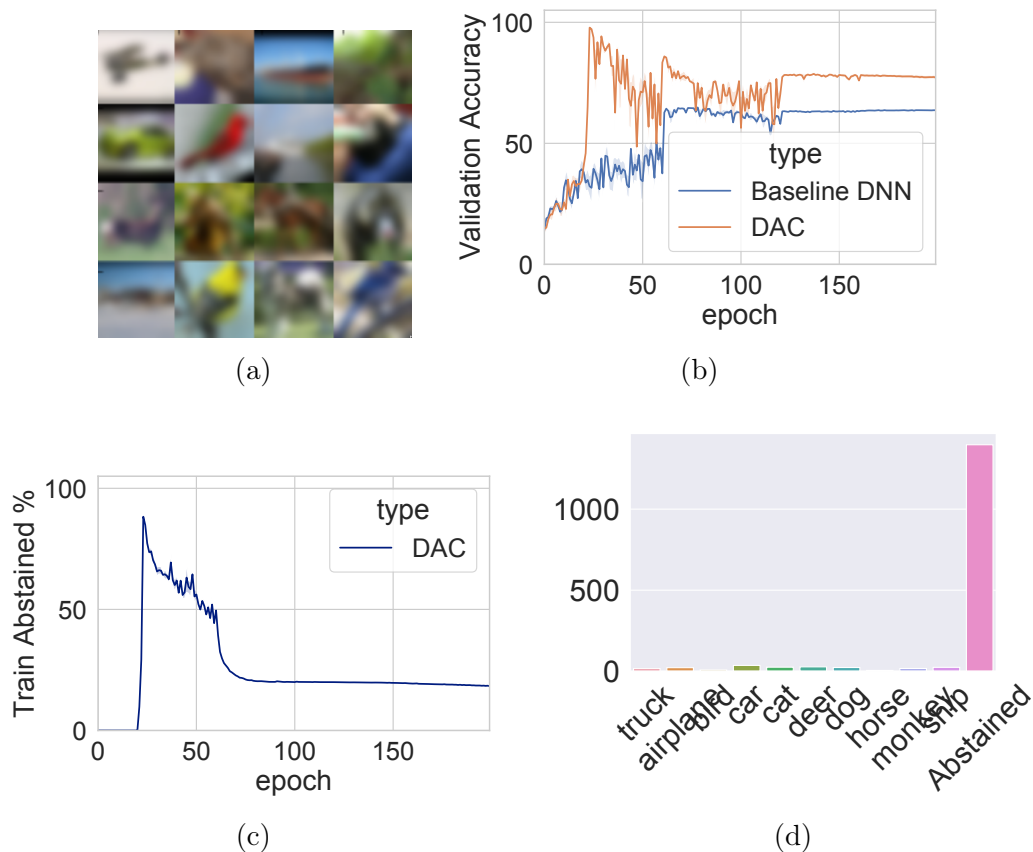 (a)
Validation Accuracy
100
50
0
0 50 100 150
epoch
type
Baseline DNN
DAC
(b)
Train Abstained %
100
50
0
0 50 100 150
epoch
type
DAC
(c)
1000
500
0
truck
airplane
bird
car
cat
deer
dog
horse
monkey
ship
Abstained
(d)